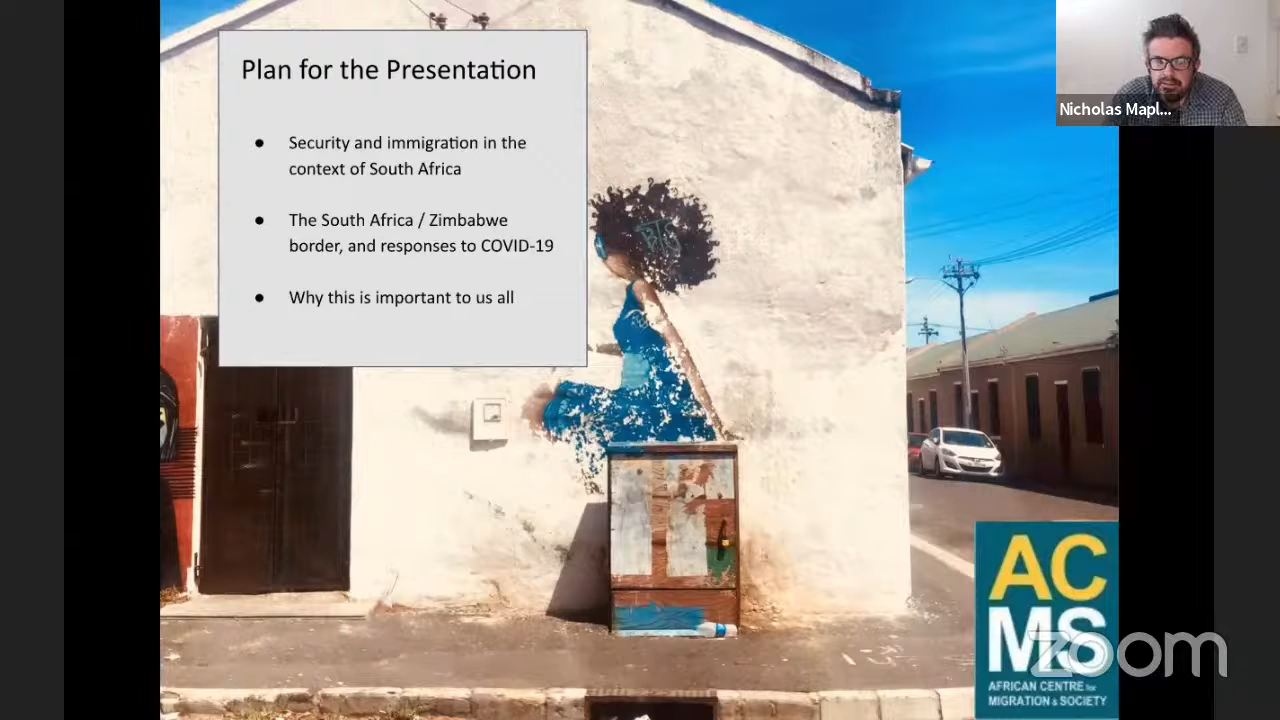 Plan for the Presentation
● Security and immigration in the
context of South Africa
● The South Africa / Zimbabwe
border, and responses to COVID-19
● Why this is important to us all
Nicholas Mapl...
BTS
AC
MS
AFRICAN CENTRE for
MIGRATION & SOCIETY
zoom